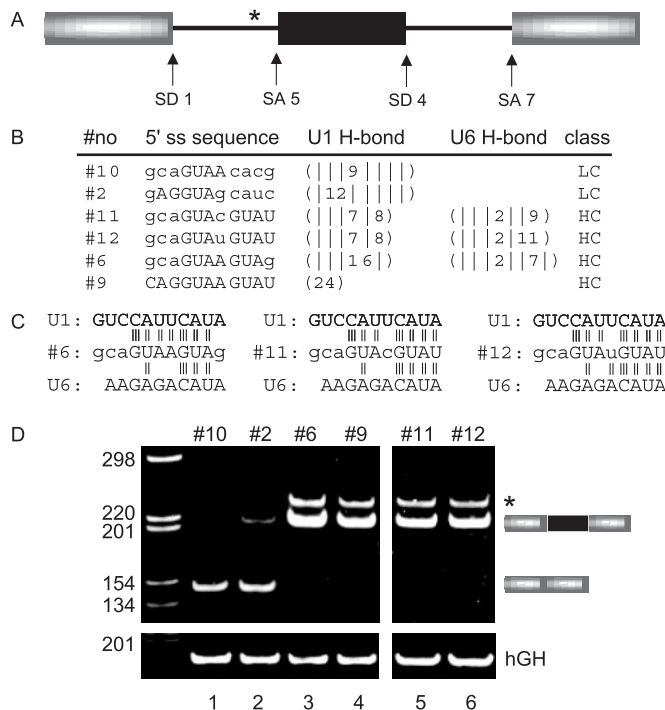 A
*
SD 1 SA 5 SD 4 SA 7
B #no 5' ss sequence U1 H-bond U6 H-bond class
#10 gcaGUAAcacg (|||9||||) LC
#2 gAGGUAgcauc (|12|||||) LC
#11 gcaGUAcGUAU (|||7|8) (|||2||9) HC
#12 gcaGUAuGUAU (|||7|8) (|||2|11) HC
#6 gcaGUAAGUAg (|||16|) (|||2||7|) HC
#9 CAGGUAAGUAU (24) HC
C U1: GUCCAUUCAUA U1: GUCCAUUCAUA U1: GUCCAUUCAUA
#6: gcaGUAAGUAg #11: gcaGUAcGUAU #12: gcaGUAuGUAU
U6: AAGAGACAUA U6: AAGAGACAUA U6: AAGAGACAUA
D #10 #2 #6 #9 #11 #12
298
*
220
201
154
134
201
hGH
1 2 3 4 5 6